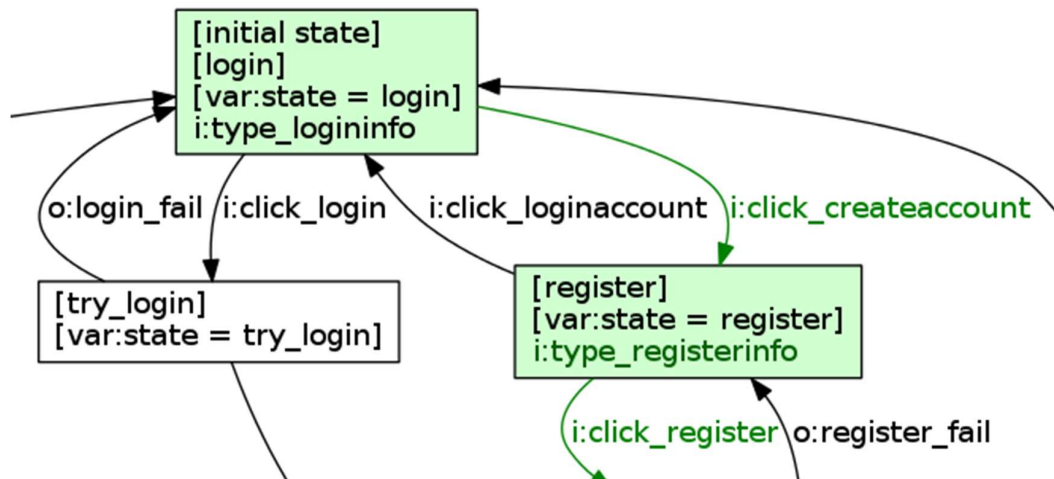 [initial state]
[login]
[var:state = login]
i:type_logininfo
o:login_fail
i:click_login
i:click_loginaccount
i:click_createaccount
[try_login]
[var:state = try_login]
[register]
[var:state = register]
i:type_registerinfo
i:click_register
o:register_fail